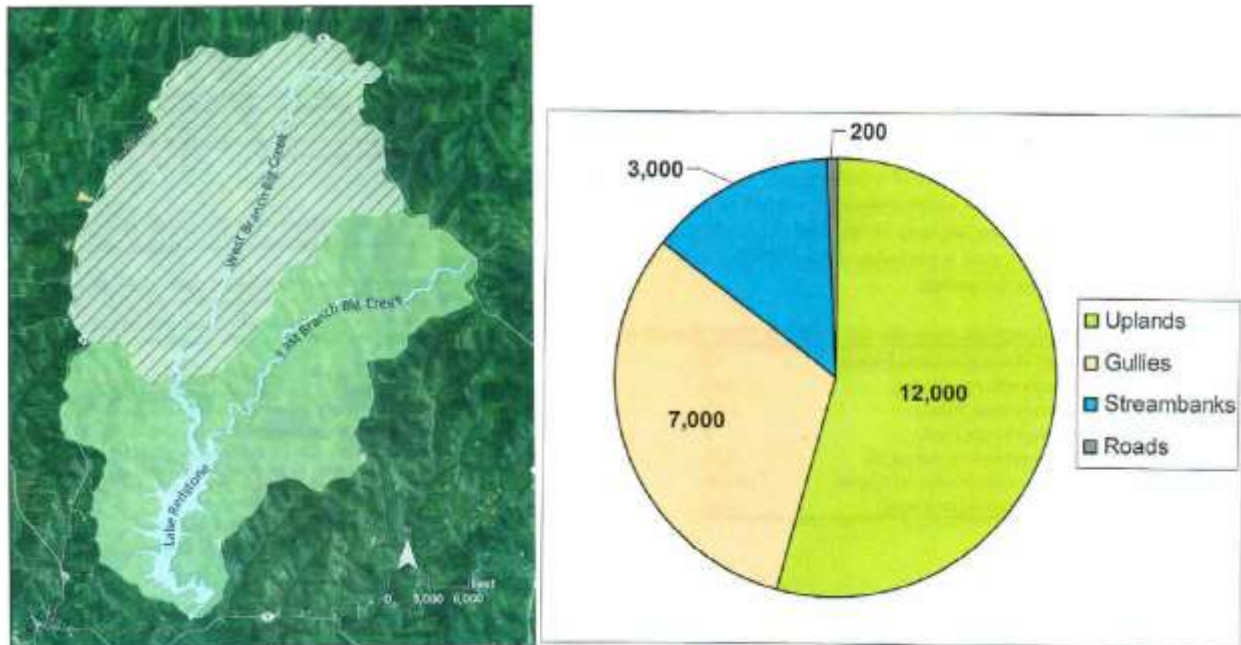 West Branch Big Creek
East Branch Big Creek
Lake Redstone
Feet
0 3,000 6,000
200
3,000
7,000
12,000
Uplands
Gullies
Streambanks
Roads